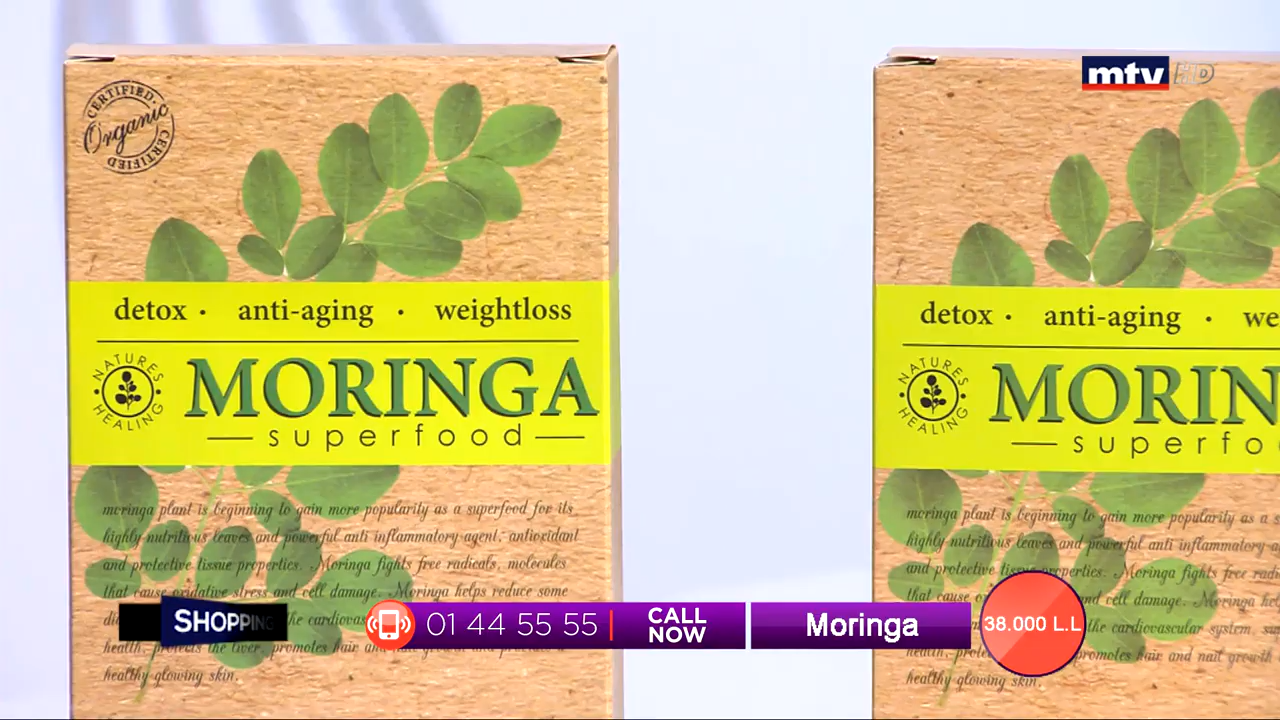 CERTIFIED
Organic
CERTIFIED
detox · anti-aging · weightloss
NATURES
HEALING
MORINGA
superfood
moringa plant is beginning to gain more popularity as a superfood for its
highly nutritious leaves and powerful anti inflammatory agent, antioxidant
and protective tissue properties. Moringa fights free radicals, molecules
that cause oxidative stress and cell damage. Moringa helps reduce some
health, protects the liver, promotes hair and nail growth and
healthy glowing skin.
mtv HD
detox · anti-aging ·
NATURES
HEALING
MORIN
superfo
moringa plant is beginning to gain more popularity as a
highly nutritious leaves and powerful anti inflammatory
and protective tissue properties. Moringa fights free
that cause and cell damage. Moringa
the cardiovascular system
promotes hair and nail growth
healthy glowing skin.
SHOPPING
01 44 55 55
CALL
NOW
Moringa
38.000 L.L